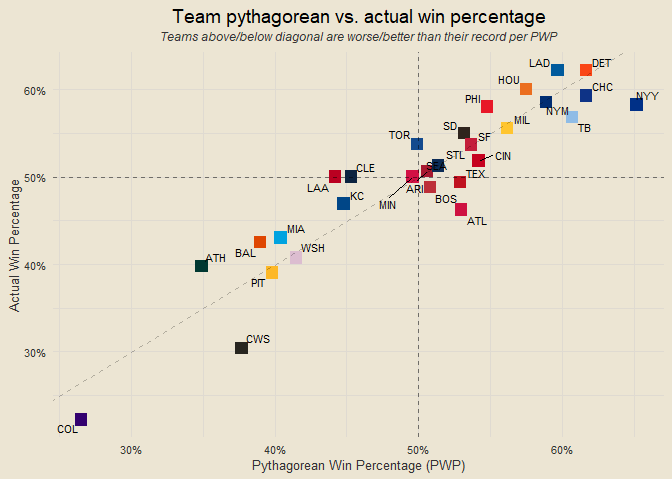 Team pythagorean vs. actual win percentage
Teams above/below diagonal are worse/better than their record per PWP
Actual Win Percentage
60%
50%
40%
30%
LAD
DET
HOU
CHC
NYY
PHI
NYM
TB
MIL
SD
SF
TOR
STL
CIN
SEA
CLE
TEX
LAA
ARI
BOS
KC
MIN
ATL
MIA
BAL
WSH
ATH
PIT
CWS
COL
30%
40%
50%
60%
Pythagorean Win Percentage (PWP)